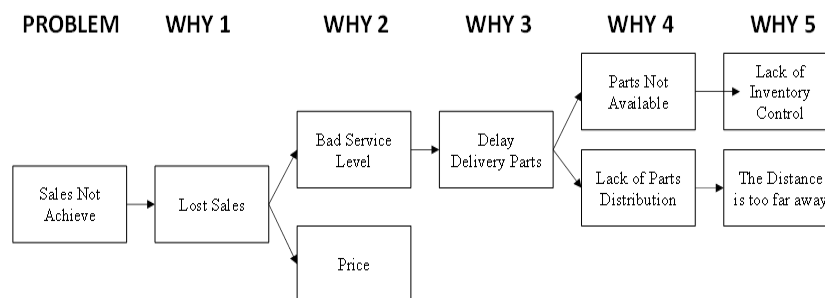 PROBLEM
WHY 1
WHY 2
WHY 3
WHY 4
WHY 5
Sales Not
Achieve
Lost Sales
Bad Service
Level
Price
Delay
Delivery Parts
Parts Not
Available
Lack of Parts
Distribution
Lack of
Inventory
Control
The Distance
is too far away